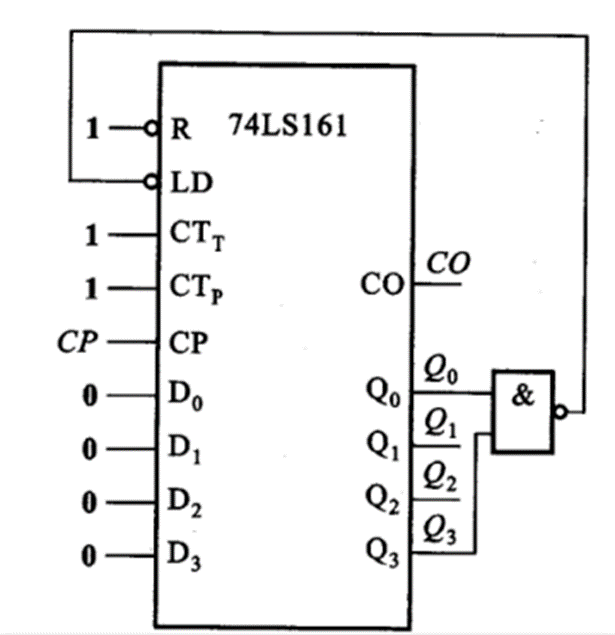 1 R 74LS161
LD
1 CT_T
CO
1 CT_P CO
CP CP
Q_0
0 D_0 Q_0 &
Q_1
0 D_1 Q_1
Q_2
0 D_2 Q_2
Q_3
0 D_3 Q_3